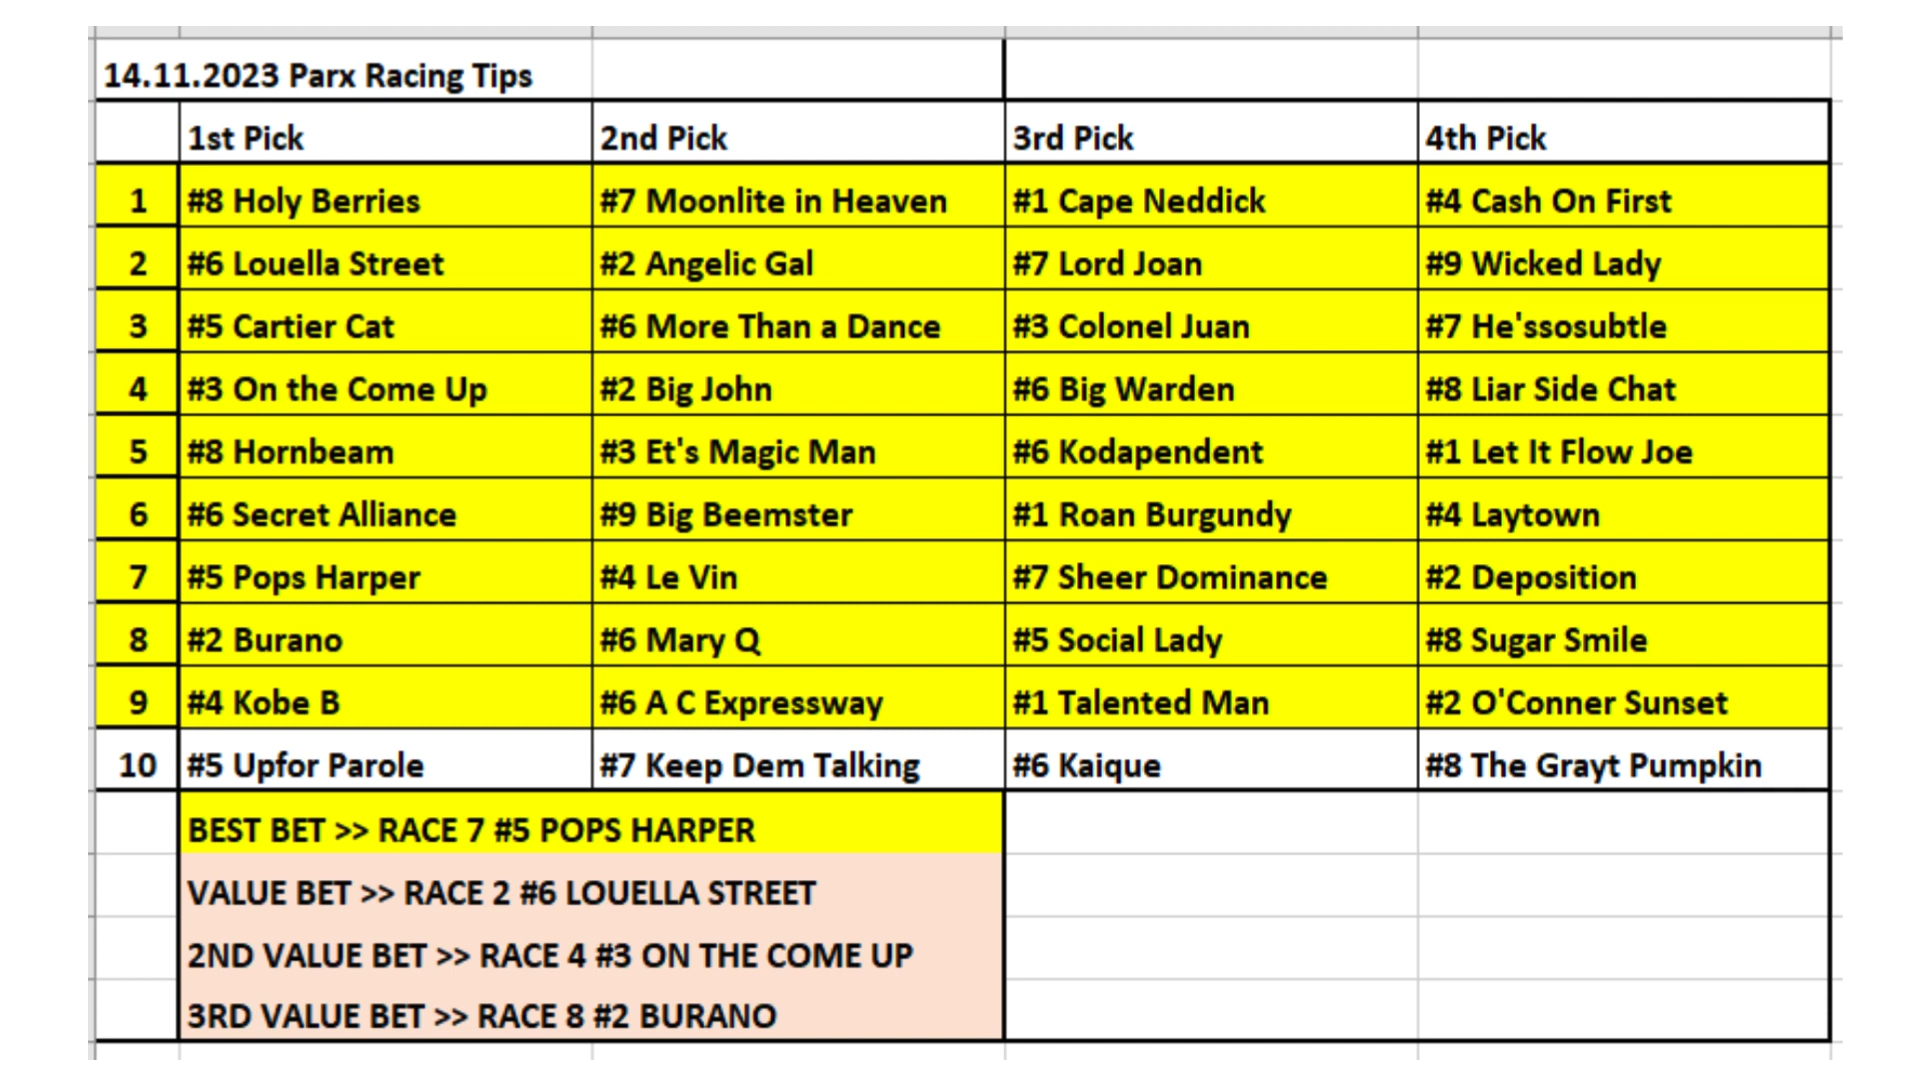 14.11.2023 Parx Racing Tips
1st Pick 2nd Pick 3rd Pick 4th Pick
1 #8 Holy Berries #7 Moonlite in Heaven #1 Cape Neddick #4 Cash On First
2 #6 Louella Street #2 Angelic Gal #7 Lord Joan #9 Wicked Lady
3 #5 Cartier Cat #6 More Than a Dance #3 Colonel Juan #7 He'ssosubtle
4 #3 On the Come Up #2 Big John #6 Big Warden #8 Liar Side Chat
5 #8 Hornbeam #3 Et's Magic Man #6 Kodapendent #1 Let It Flow Joe
6 #6 Secret Alliance #9 Big Beemster #1 Roan Burgundy #4 Laytown
7 #5 Pops Harper #4 Le Vin #7 Sheer Dominance #2 Deposition
8 #2 Burano #6 Mary Q #5 Social Lady #8 Sugar Smile
9 #4 Kobe B #6 A C Expressway #1 Talented Man #2 O'Conner Sunset
10 #5 Upfor Parole #7 Keep Dem Talking #6 Kaique #8 The Grayt Pumpkin
BEST BET >> RACE 7 #5 POPS HARPER
VALUE BET >> RACE 2 #6 LOUELLA STREET
2ND VALUE BET >> RACE 4 #3 ON THE COME UP
3RD VALUE BET >> RACE 8 #2 BURANO